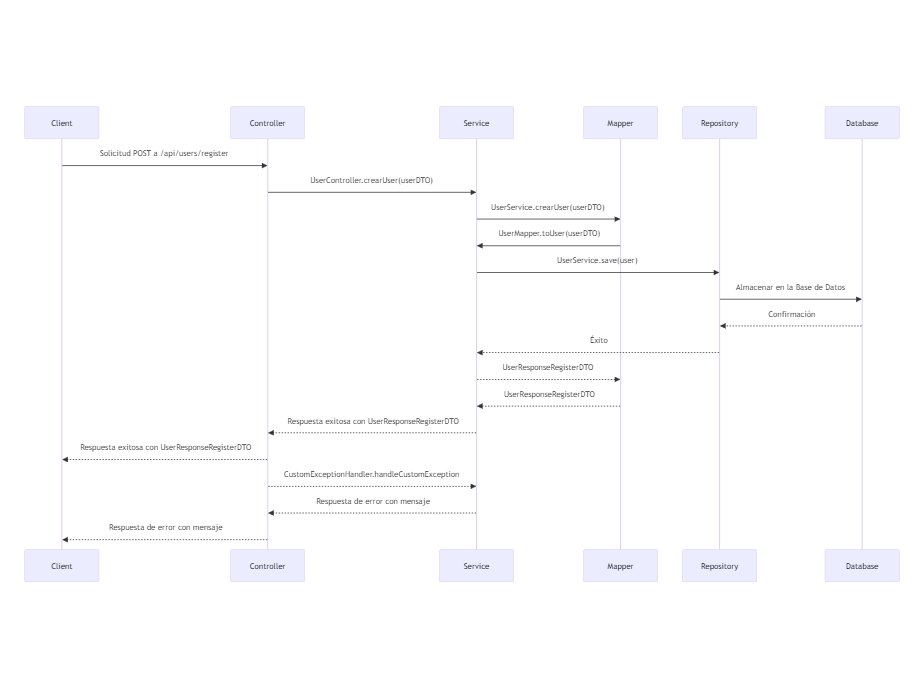 Client
Controller
Service
Mapper
Repository
Database
Solicitud POST a /api/users/register
UserController.crearUser(userDTO)
UserService.crearUser(userDTO)
UserMapper.toUser(userDTO)
UserService.save(user)
Almacenar en la Base de Datos
Confirmación
Éxito
UserResponseRegisterDTO
UserResponseRegisterDTO
Respuesta exitosa con UserResponseRegisterDTO
Respuesta exitosa con UserResponseRegisterDTO
CustomExceptionHandler.handleCustomException
Respuesta de error con mensaje
Respuesta de error con mensaje
Client
Controller
Service
Mapper
Repository
Database